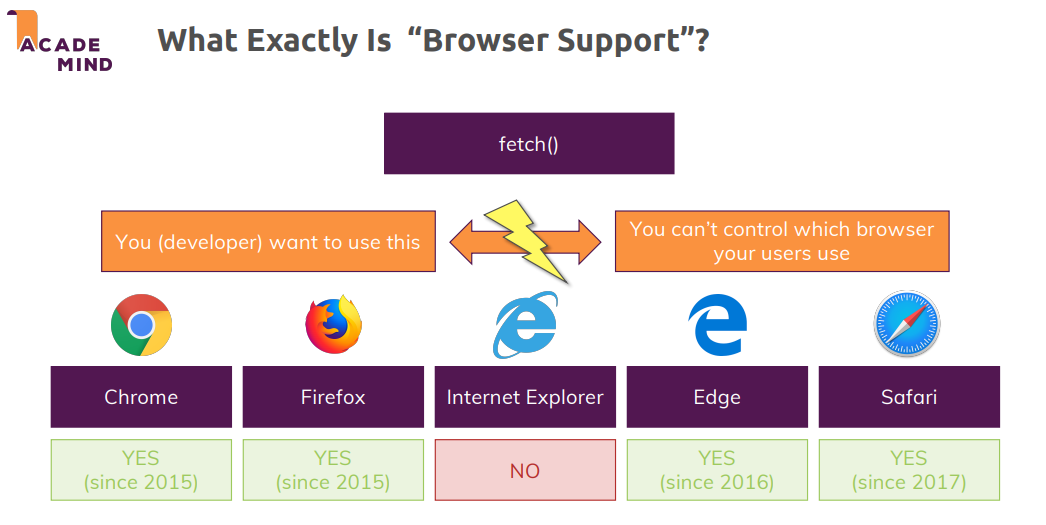 ACADE
MIND
What Exactly Is “Browser Support”?
fetch()
You (developer) want to use this
You can’t control which browser
your users use
Chrome
Firefox
Internet Explorer
Edge
Safari
YES
(since 2015)
YES
(since 2015)
NO
YES
(since 2016)
YES
(since 2017)